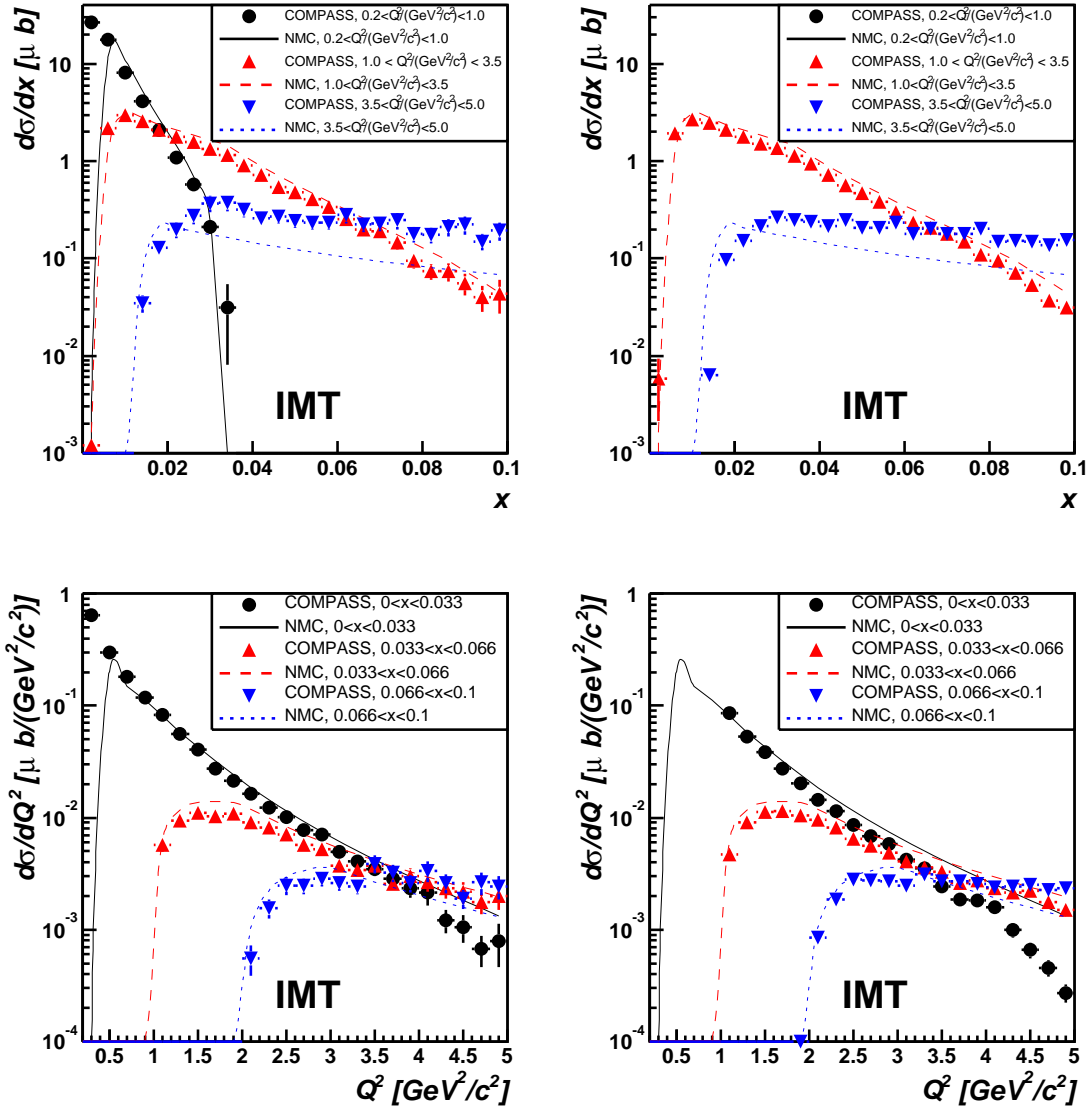 dσ/dx [μ b]
COMPASS, 0.2<Q²/(GeV²/c²)<1.0
NMC, 0.2<Q²/(GeV²/c²)<1.0
COMPASS, 1.0 < Q²/(GeV²/c²) < 3.5
NMC, 1.0<Q²/(GeV²/c²)<3.5
COMPASS, 3.5<Q²/(GeV²/c²)<5.0
NMC, 3.5<Q²/(GeV²/c²)<5.0
10
1
10⁻¹
10⁻²
10⁻³
IMT
0.02 0.04 0.06 0.08 0.1
x
dσ/dx [μ b]
COMPASS, 0.2<Q²/(GeV²/c²)<1.0
NMC, 0.2<Q²/(GeV²/c²)<1.0
COMPASS, 1.0 < Q²/(GeV²/c²) < 3.5
NMC, 1.0<Q²/(GeV²/c²)<3.5
COMPASS, 3.5<Q²/(GeV²/c²)<5.0
NMC, 3.5<Q²/(GeV²/c²)<5.0
10
1
10⁻¹
10⁻²
10⁻³
IMT
0.02 0.04 0.06 0.08 0.1
x
dσ/dQ² [μ b/(GeV²/c²)]
COMPASS, 0<x<0.033
NMC, 0<x<0.033
COMPASS, 0.033<x<0.066
NMC, 0.033<x<0.066
COMPASS, 0.066<x<0.1
NMC, 0.066<x<0.1
1
10⁻¹
10⁻²
10⁻³
10⁻⁴
IMT
0.5 1 1.5 2 2.5 3 3.5 4 4.5 5
Q² [GeV²/c²]
dσ/dQ² [μ b/(GeV²/c²)]
COMPASS, 0<x<0.033
NMC, 0<x<0.033
COMPASS, 0.033<x<0.066
NMC, 0.033<x<0.066
COMPASS, 0.066<x<0.1
NMC, 0.066<x<0.1
1
10⁻¹
10⁻²
10⁻³
10⁻⁴
IMT
0.5 1 1.5 2 2.5 3 3.5 4 4.5 5
Q² [GeV²/c²]